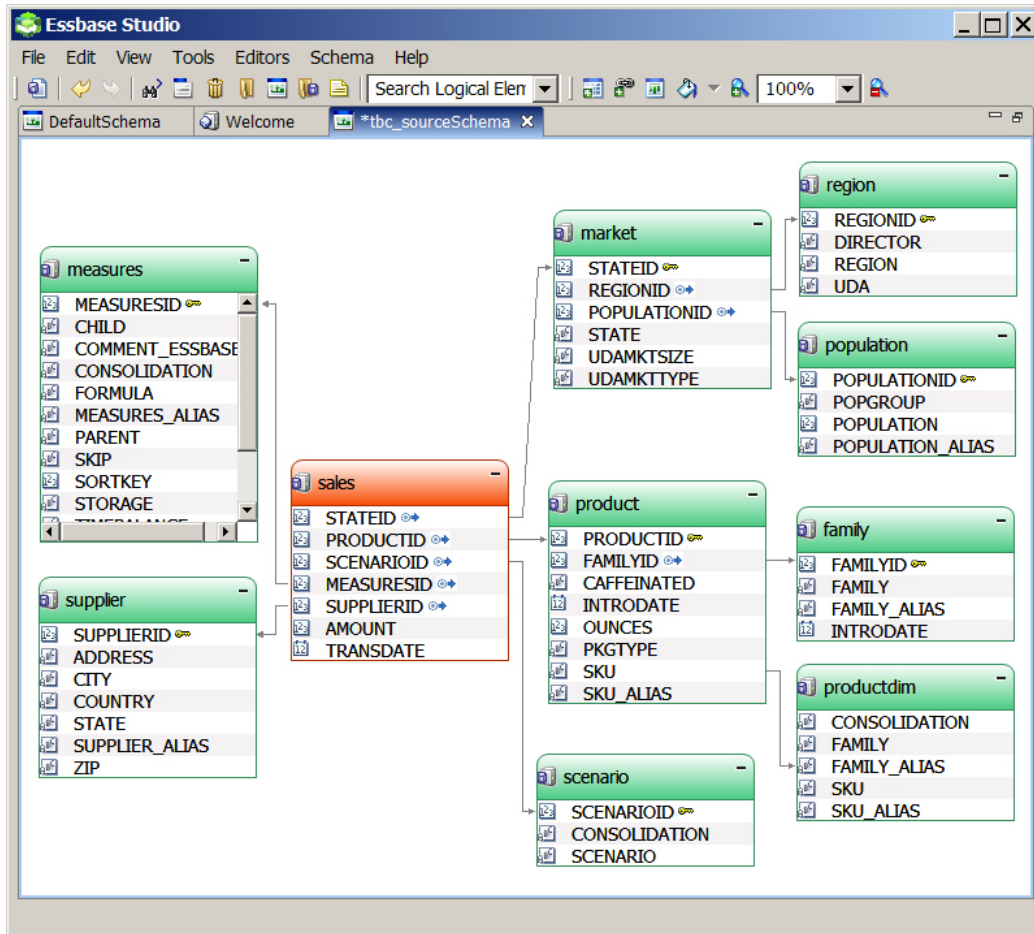 Essbase Studio
File Edit View Tools Editors Schema Help
Search Logical Elen
100%
DefaultSchema
Welcome
*tbc_sourceSchema
measures
MEASURESID
CHILD
COMMENT_ESSBASE
CONSOLIDATION
FORMULA
MEASURES_ALIAS
PARENT
SKIP
SORTKEY
STORAGE
TIMEBALANCE
supplier
SUPPLIERID
ADDRESS
CITY
COUNTRY
STATE
SUPPLIER_ALIAS
ZIP
sales
STATEID
PRODUCTID
SCENARIOID
MEASURESID
SUPPLIERID
AMOUNT
TRANSDATE
market
STATEID
REGIONID
POPULATIONID
STATE
UDAMKTSIZE
UDAMKTTYPE
product
PRODUCTID
FAMILYID
CAFFEINATED
INTRODATE
OUNCES
PKGTYPE
SKU
SKU_ALIAS
scenario
SCENARIOID
CONSOLIDATION
SCENARIO
region
REGIONID
DIRECTOR
REGION
UDA
population
POPULATIONID
POPGROUP
POPULATION
POPULATION_ALIAS
family
FAMILYID
FAMILY
FAMILY_ALIAS
INTRODATE
productdim
CONSOLIDATION
FAMILY
FAMILY_ALIAS
SKU
SKU_ALIAS